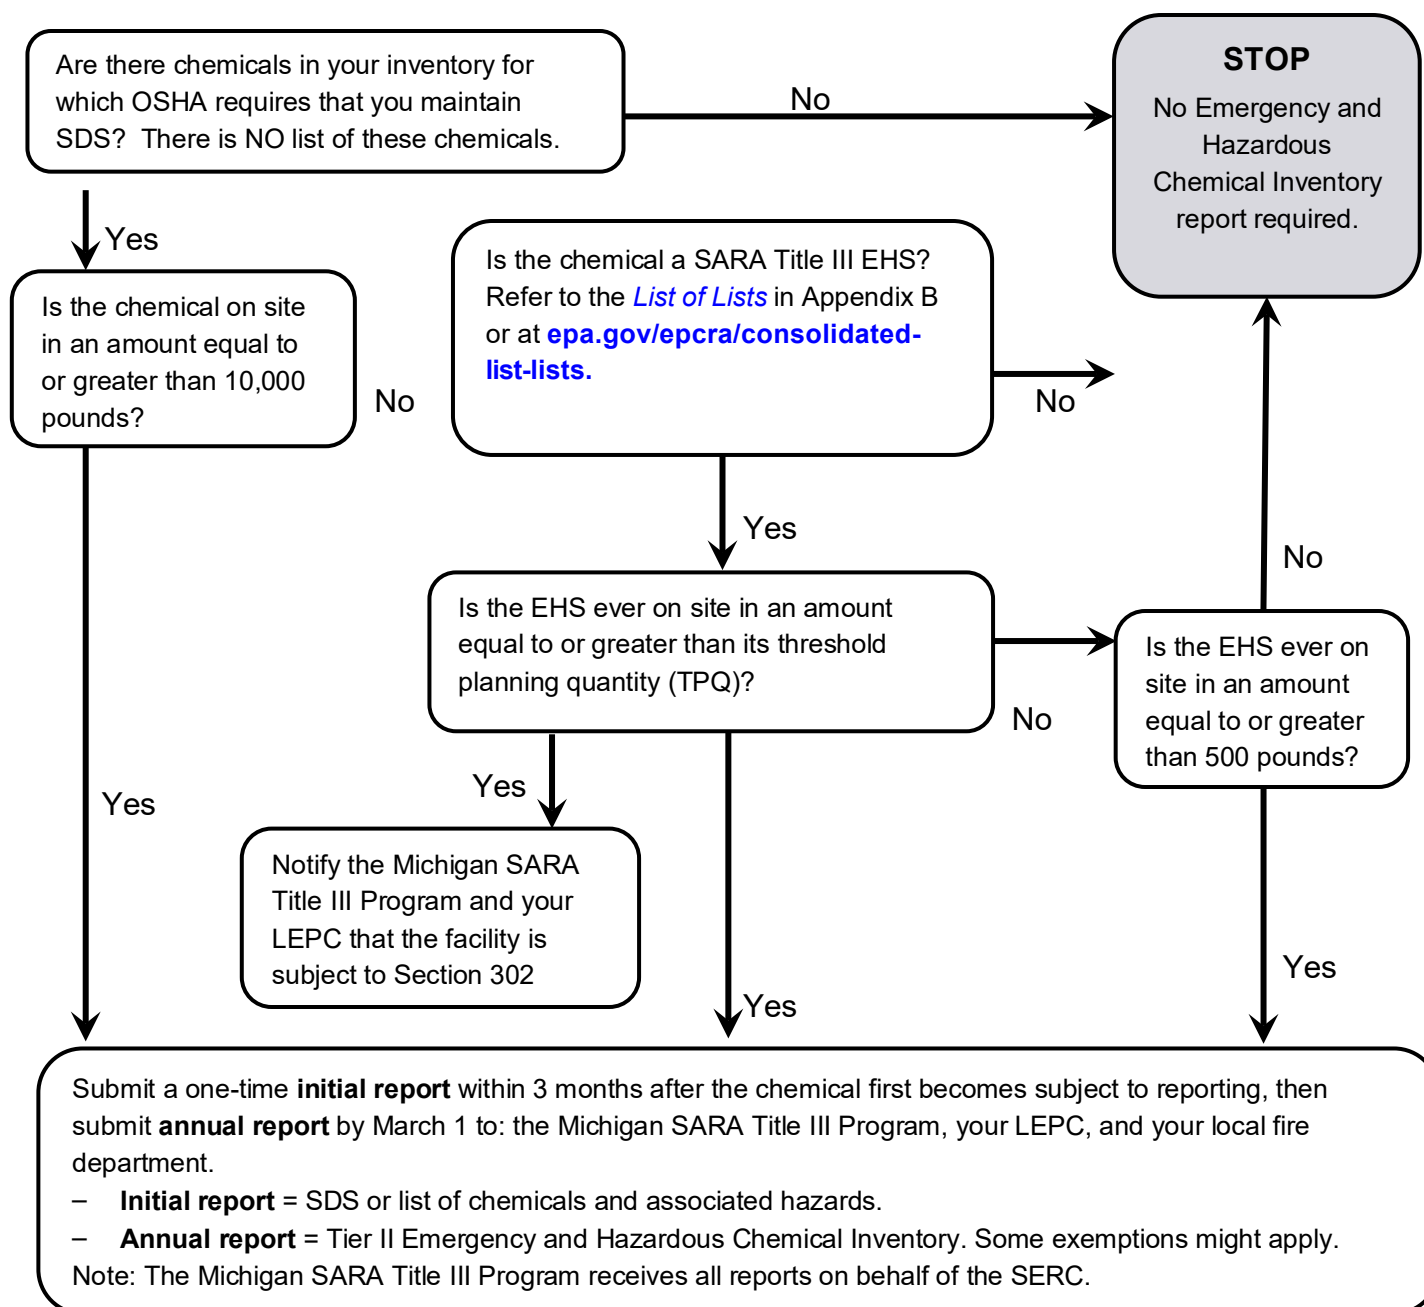 Are there chemicals in your inventory for
which OSHA requires that you maintain
SDS?  There is NO list of these chemicals.
No
STOP
No Emergency and
Hazardous
Chemical Inventory
report required.
Yes
Is the chemical on site
in an amount equal to
or greater than 10,000
pounds?
No
Is the chemical a SARA Title III EHS?
Refer to the List of Lists in Appendix B
or at epa.gov/epcra/consolidated-
list-lists.
No
Yes
Is the EHS ever on site in an amount
equal to or greater than its threshold
planning quantity (TPQ)?
No
No
Is the EHS ever on
site in an amount
equal to or greater
than 500 pounds?
Yes
Yes
Notify the Michigan SARA
Title III Program and your
LEPC that the facility is
subject to Section 302
Yes
Yes
Submit a one-time initial report within 3 months after the chemical first becomes subject to reporting, then
submit annual report by March 1 to: the Michigan SARA Title III Program, your LEPC, and your local fire
department.
– Initial report = SDS or list of chemicals and associated hazards.
– Annual report = Tier II Emergency and Hazardous Chemical Inventory. Some exemptions might apply.
Note: The Michigan SARA Title III Program receives all reports on behalf of the SERC.